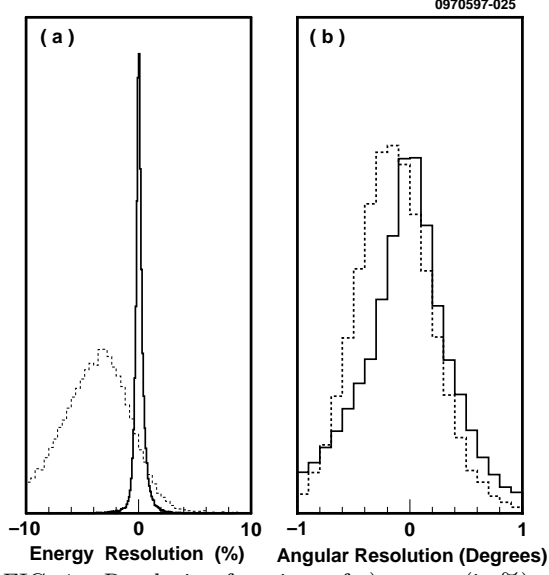 0970597-025
(a) (b)
−10 0 10 −1 0 1
Energy Resolution (%) Angular Resolution (Degrees)